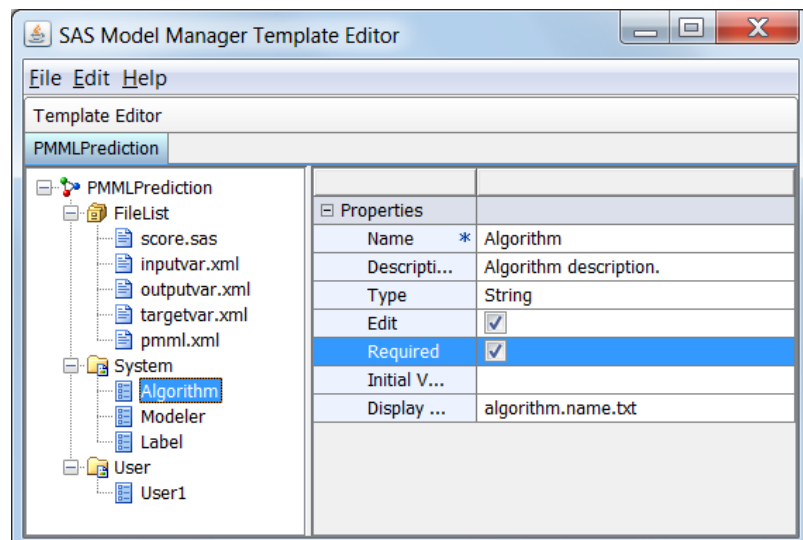 SAS Model Manager Template Editor
File Edit Help
Template Editor
PMMLPrediction
PMMLPrediction
FileList
score.sas
inputvar.xml
outputvar.xml
targetvar.xml
pmml.xml
System
Algorithm
Modeler
Label
User
User1
Properties
Name * Algorithm
Descripti... Algorithm description.
Type String
Edit
Required
Initial V...
Display ... algorithm.name.txt